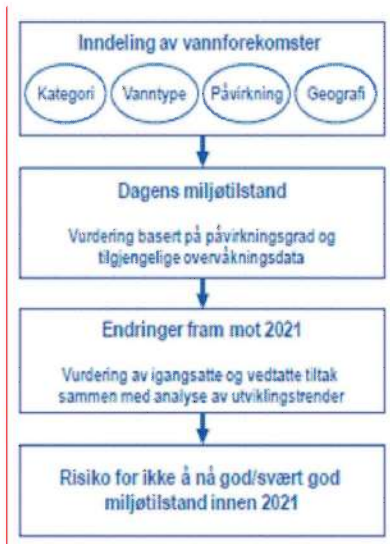 Inndeling av vannforekomster
Kategori Vanntype Påvirkning Geografi
Dagens miljøtilstand
Vurdering basert på påvirkningsgrad og
tilgjengelige overvåkningsdata
Endringer fram mot 2021
Vurdering av igangsatte og vedtatte tiltak
sammen med analyse av utviklingstrender
Risiko for ikke å nå god/svært god
miljøtilstand innen 2021